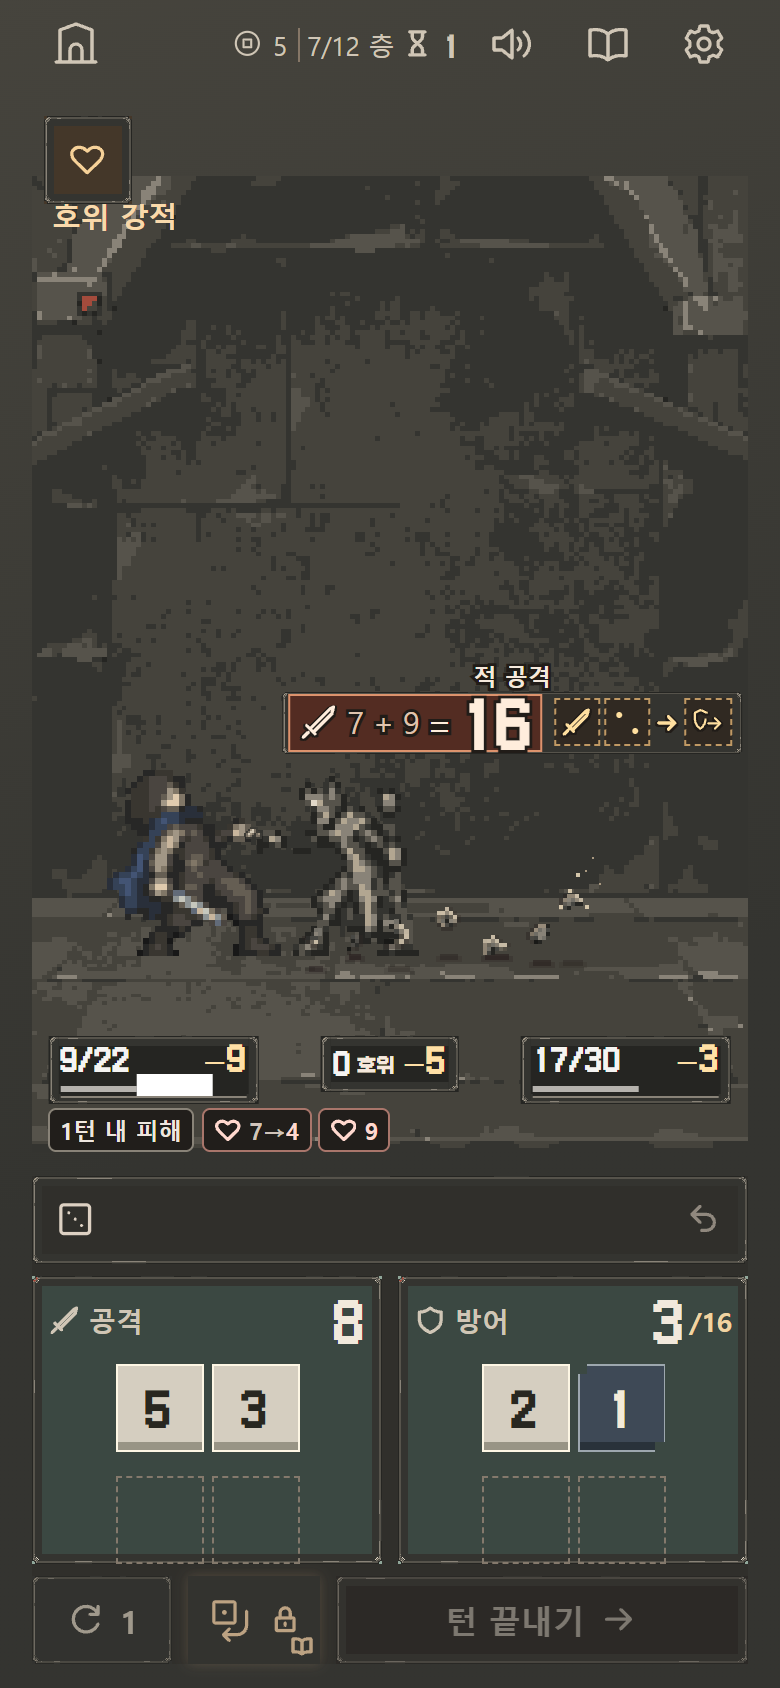 5 7/12 층 1
호위 강적
적 공격
7 + 9 = 16
9/22 –9
0 호위 –5
17/30 –3
1턴 내 피해 7→4 9
공격 8
방어 3/16
5 3
2 1
1
턴 끝내기 →